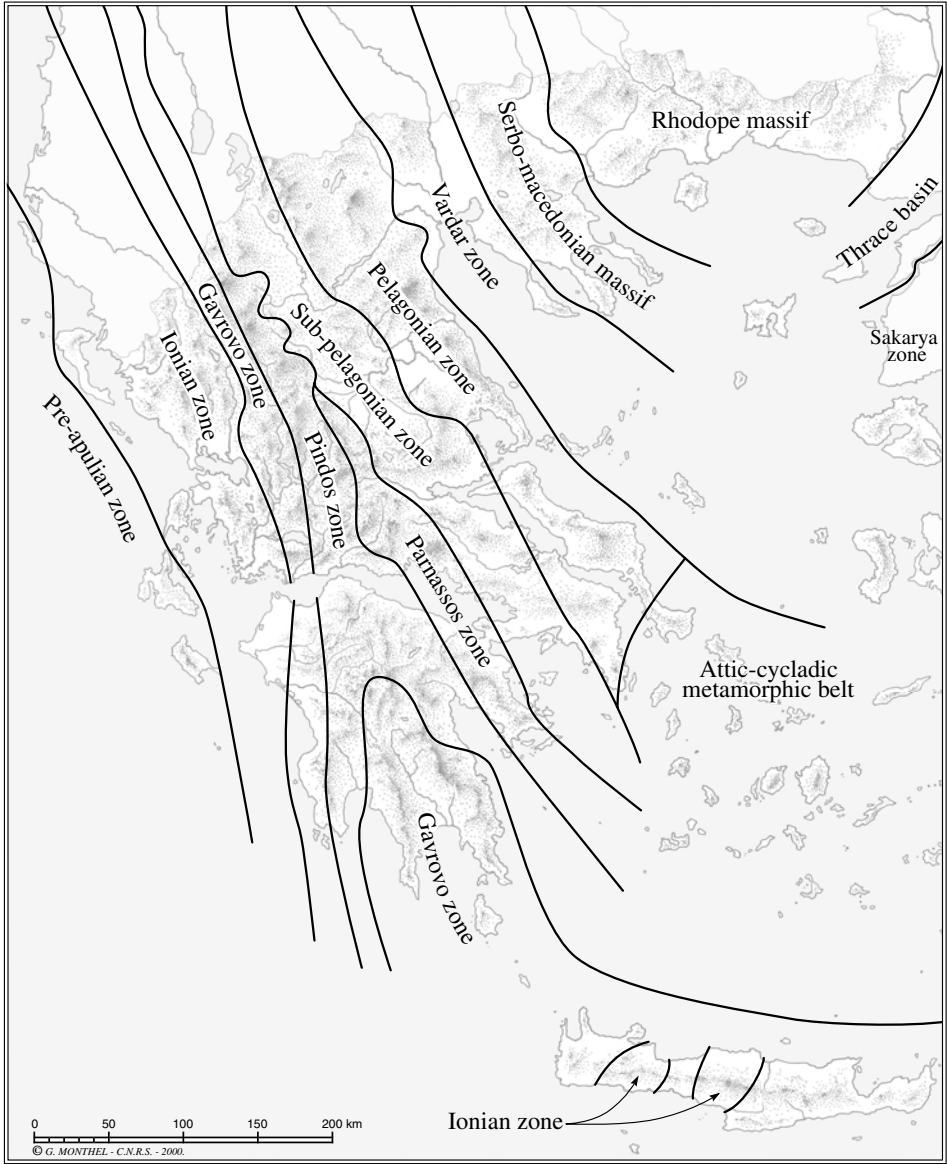 Rhodope massif
Serbo-macedonian massif
Vardar zone
Thrace basin
Sakarya
zone
Pelagonian zone
Sub-pelagonian zone
Gavrovo zone
Ionian zone
Pre-apulian zone
Pindos zone
Parnassos zone
Attic-cycladic
metamorphic belt
Gavrovo zone
Ionian zone
0 50 100 150 200 km
© G. MONTHEL - C.N.R.S. - 2000.